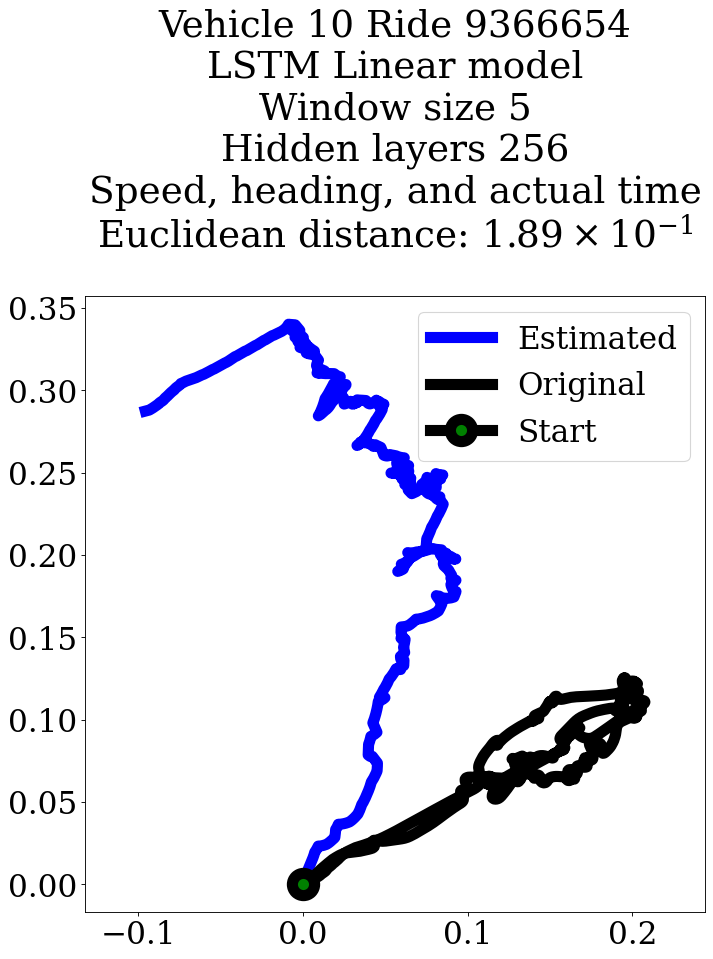 Vehicle 10 Ride 9366654
LSTM Linear model
Window size 5
Hidden layers 256
Speed, heading, and actual time
Euclidean distance: 1.89 × 10⁻¹
0.35
0.30
0.25
0.20
0.15
0.10
0.05
0.00
−0.1
0.0
0.1
0.2
Estimated
Original
Start